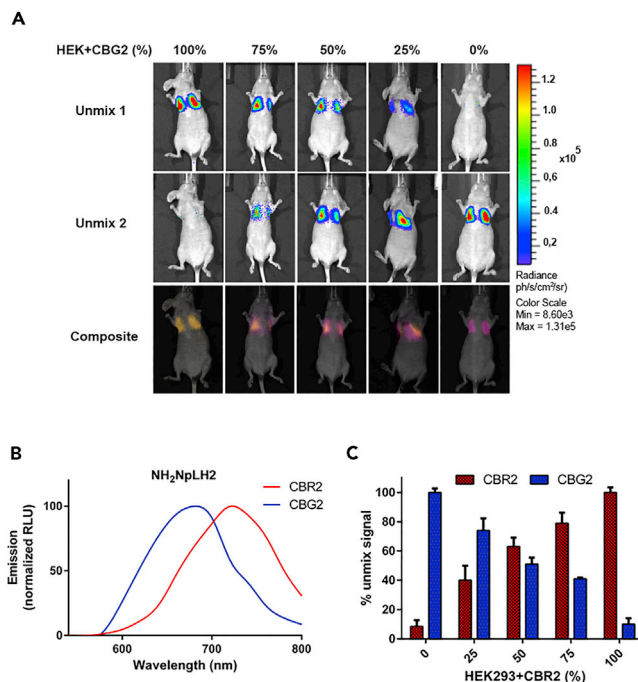 A
HEK+CBG2 (%) 100% 75% 50% 25% 0%
Unmix 1
Unmix 2
Composite
1,2
1,0
x10⁵
0,8
0,6
0,4
0,2
Radiance
ph/s/cm²/sr)
Color Scale
Min = 8.60e3
Max = 1.31e5
B
NH₂NpLH2
CBR2
CBG2
Emission
(normalized RLU)
100
50
0
600 700 800
Wavelength (nm)
C
CBR2 CBG2
% unmix signal
100
80
60
40
20
0
0 25 50 75 100
HEK293+CBR2 (%)